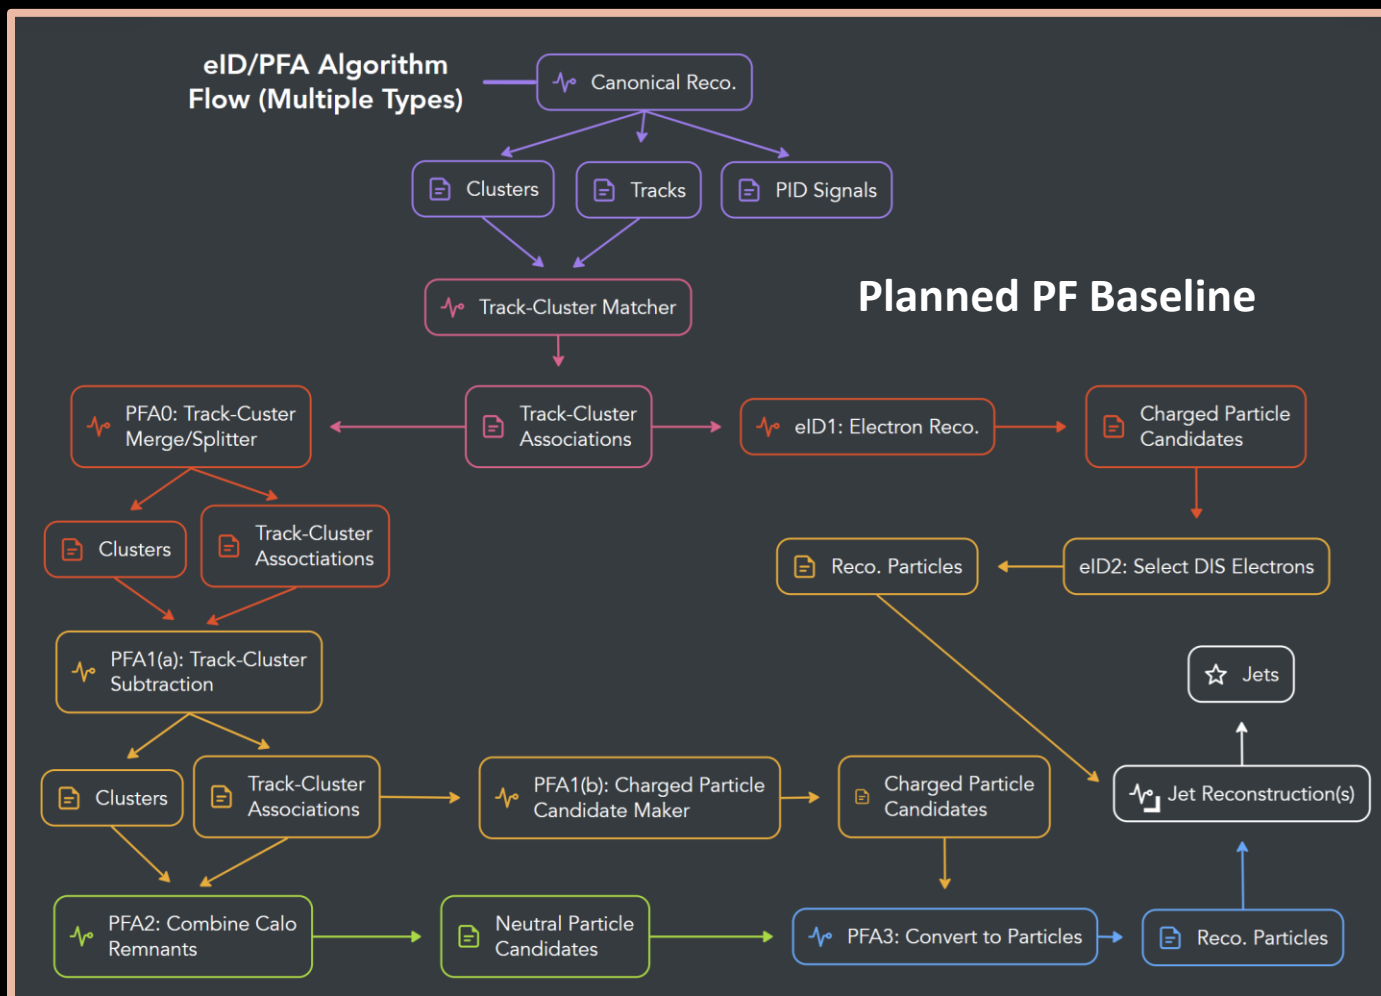 eID/PFA Algorithm
Flow (Multiple Types)
Canonical Reco.
Clusters
Tracks
PID Signals
Track-Cluster Matcher
Planned PF Baseline
PFA0: Track-Custer
Merge/Splitter
Track-Cluster
Associations
eID1: Electron Reco.
Charged Particle
Candidates
Clusters
Track-Cluster
Assoctiations
Reco. Particles
eID2: Select DIS Electrons
PFA1(a): Track-Cluster
Subtraction
Jets
Clusters
Track-Cluster
Associations
PFA1(b): Charged Particle
Candidate Maker
Charged Particle
Candidates
Jet Reconstruction(s)
PFA2: Combine Calo
Remnants
Neutral Particle
Candidates
PFA3: Convert to Particles
Reco. Particles